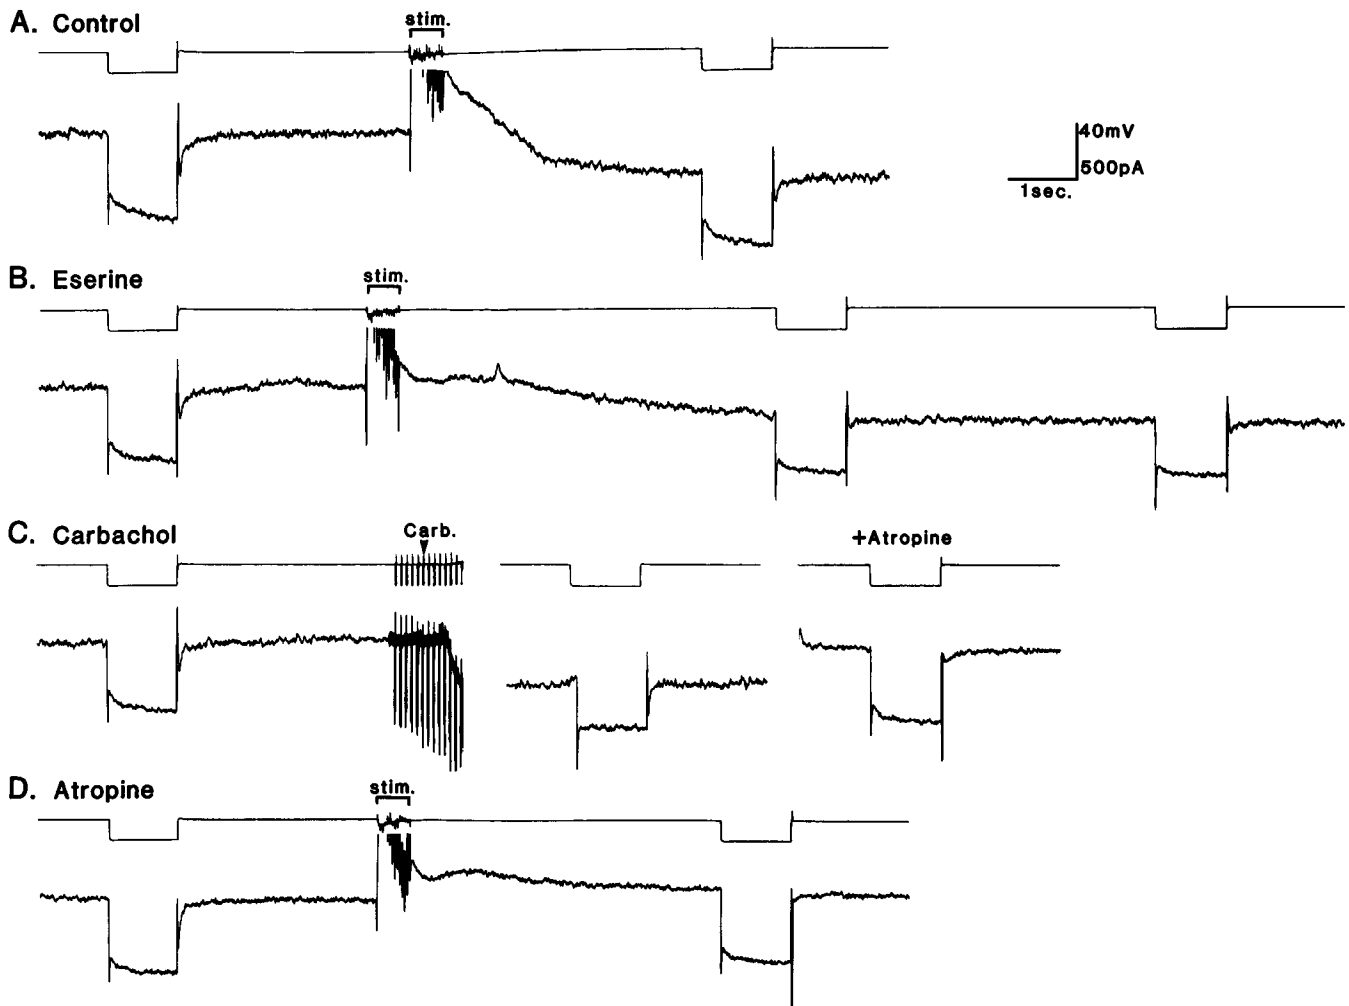 A. Control
stim.
40mV
500pA
1sec.
B. Eserine
stim.
C. Carbachol
Carb.
+Atropine
D. Atropine
stim.